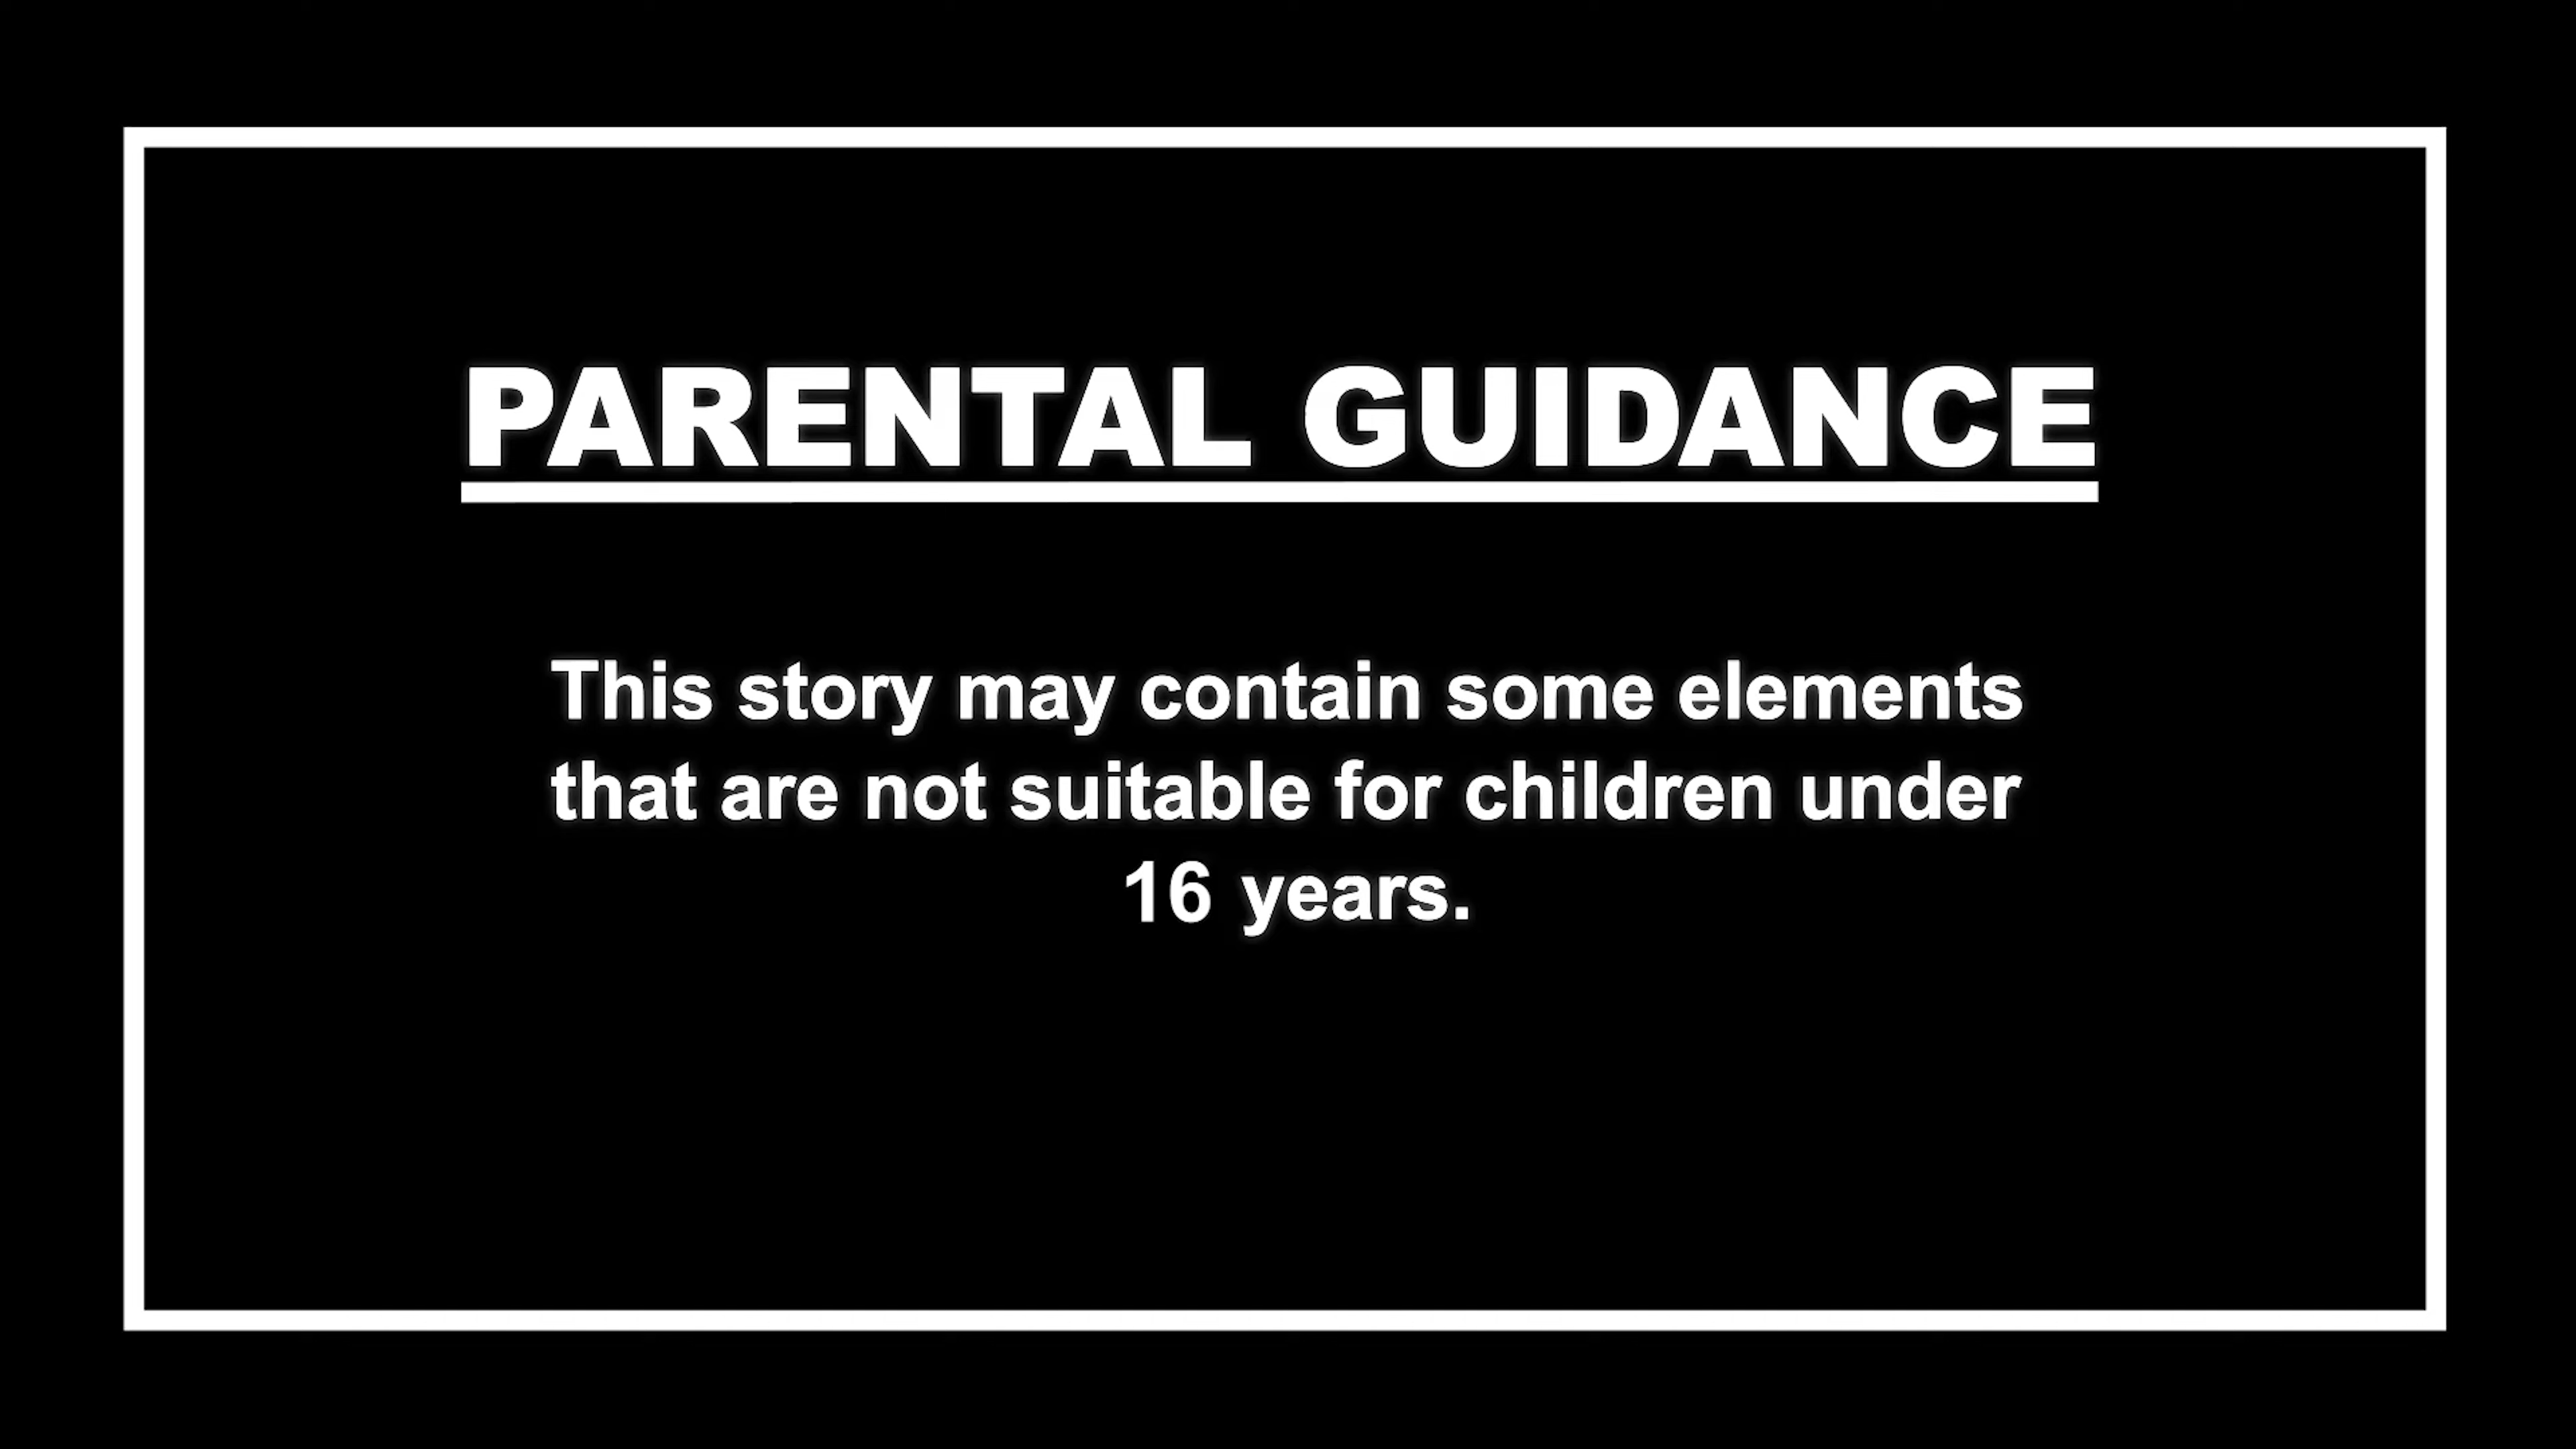 PARENTAL GUIDANCE
This story may contain some elements
that are not suitable for children under
16 years.